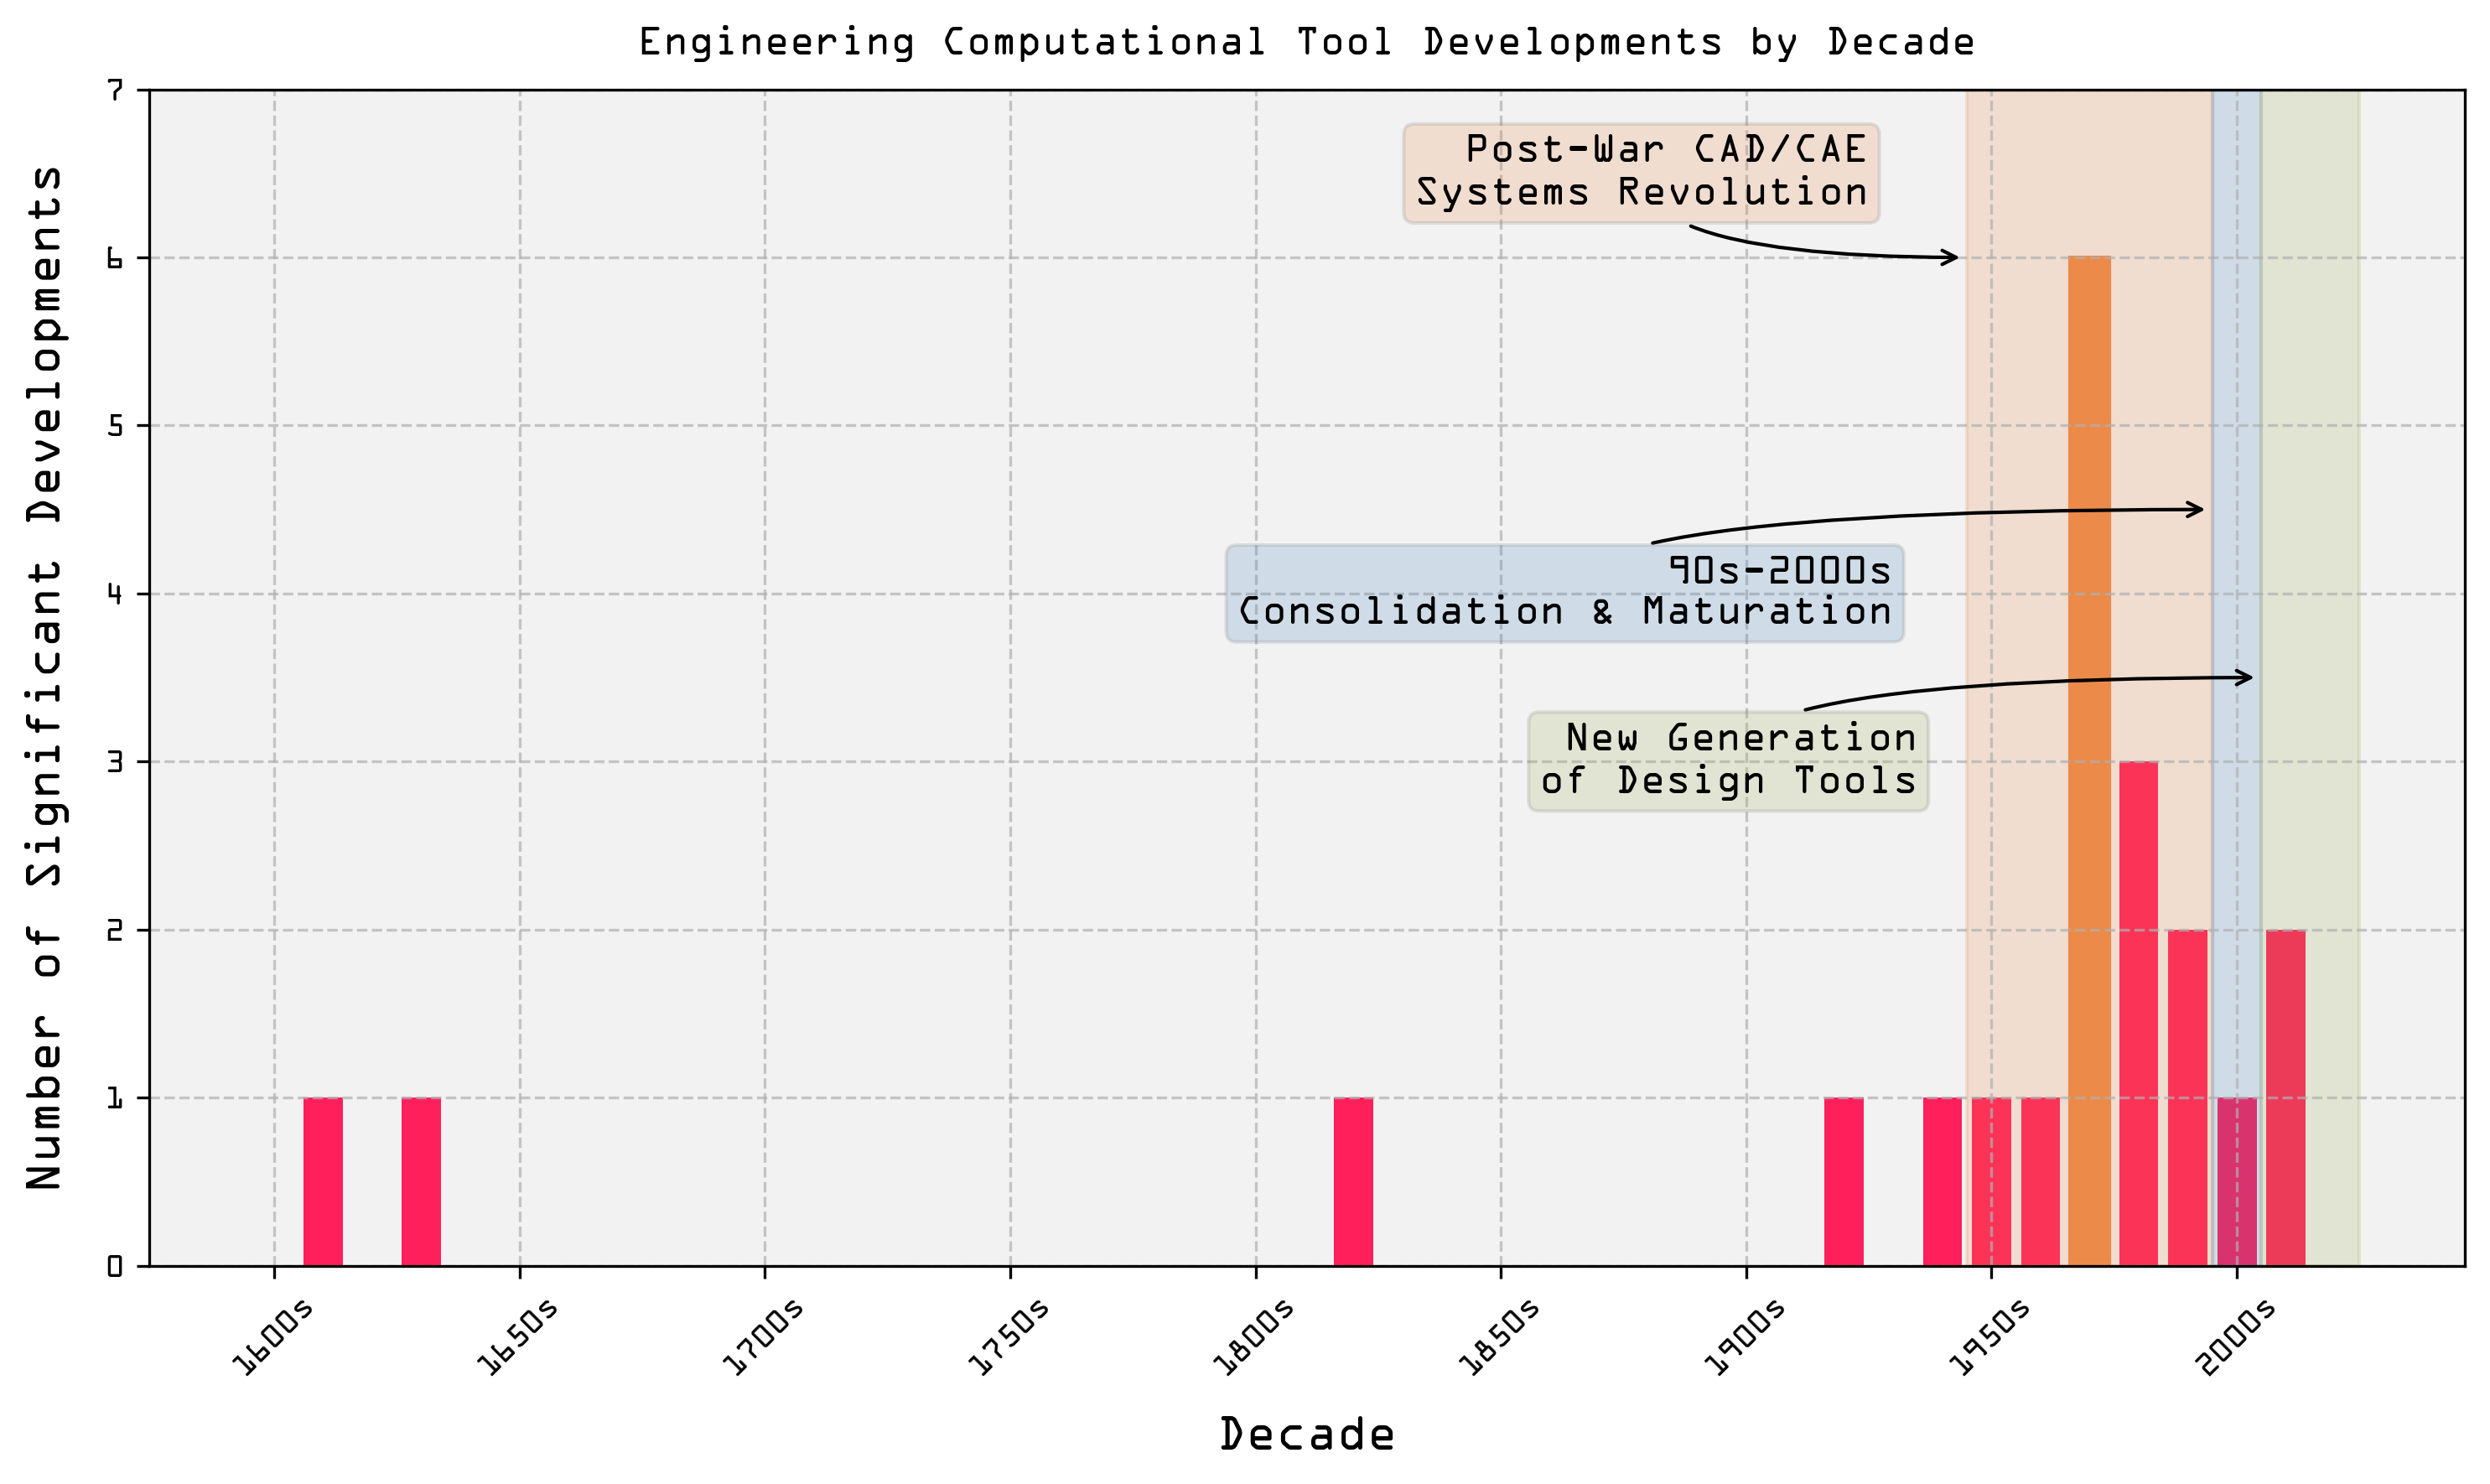 Engineering Computational Tool Developments by Decade
Number of Significant Developments
7
6
5
4
3
2
1
0
Post-War CAD/CAE
Systems Revolution
90s-2000s
Consolidation & Maturation
New Generation
of Design Tools
1600s
1650s
1700s
1750s
1800s
1850s
1900s
1950s
2000s
Decade